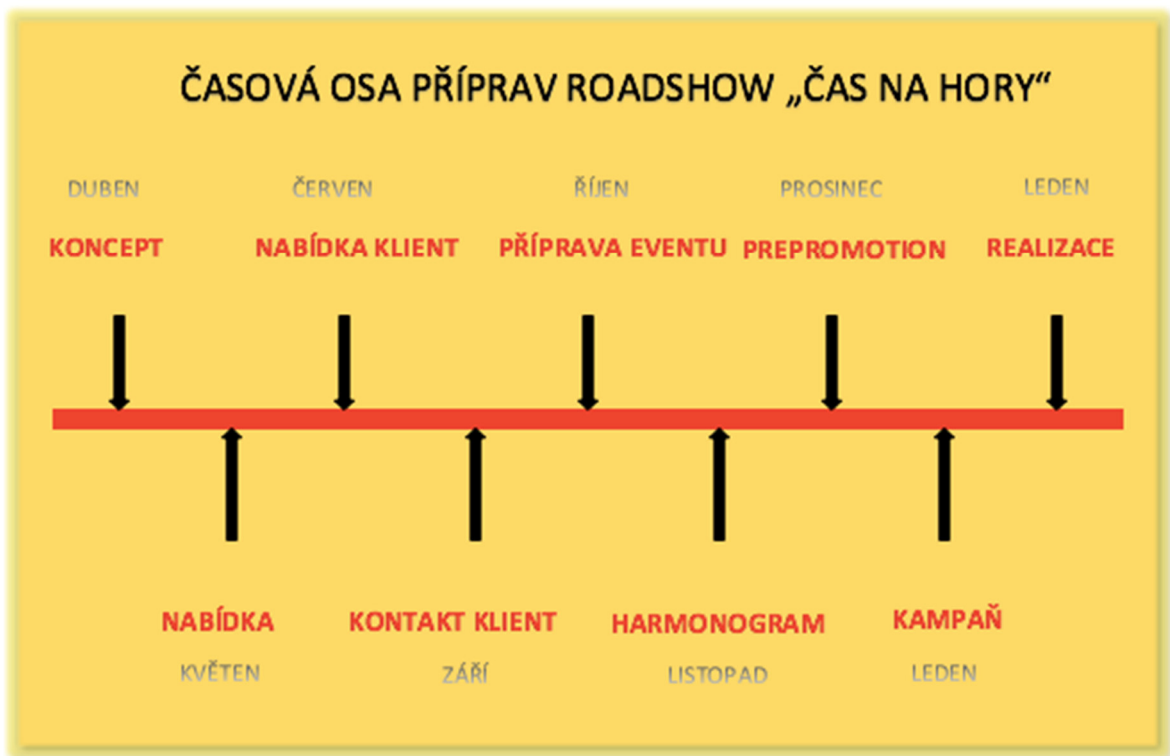 ČASOVÁ OSA PŘÍPRAV ROADSHOW „ČAS NA HORY“
DUBEN ČERVEN ŘÍJEN PROSINEC LEDEN
KONCEPT NABÍDKA KLIENT PŘÍPRAVA EVENTU PREPROMOTION REALIZACE
NABÍDKA KONTAKT KLIENT HARMONOGRAM KAMPAŇ
KVĚTEN ZÁŘÍ LISTOPAD LEDEN